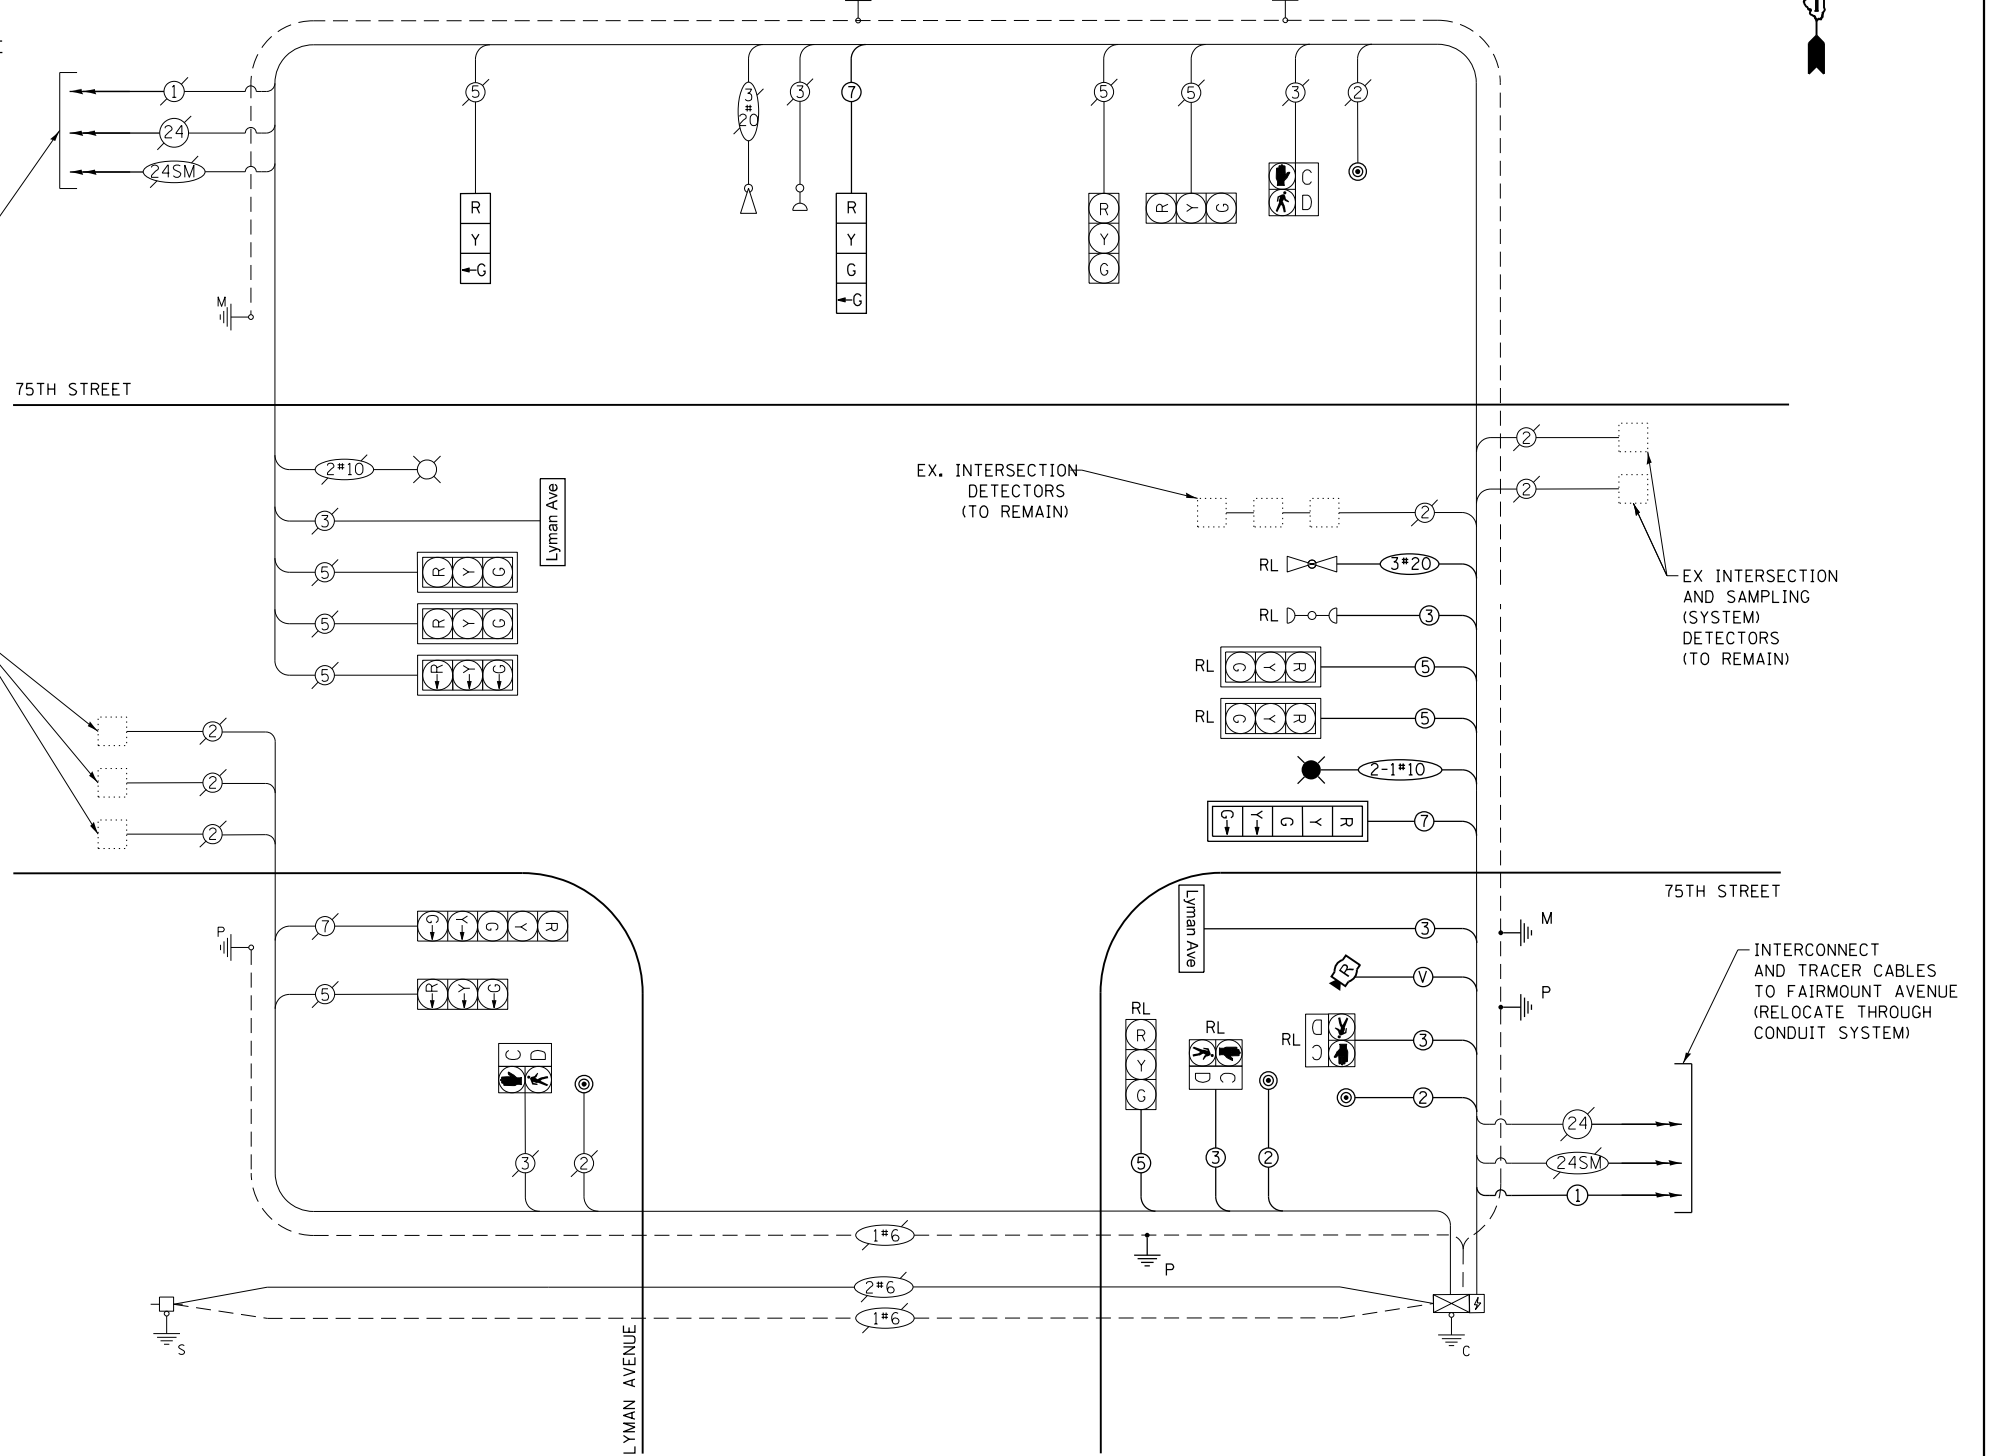 1
24
24SM
5
3
#
20
3
7
5
5
3
2
R
Y
G
R
Y
G
G
R
Y
G
R Y G
C
D
M
75TH STREET
2#10
3
Lyman Ave
5
R Y G
5
R Y G
5
R Y G
EX. INTERSECTION
DETECTORS
(TO REMAIN)
2
2
2
EX INTERSECTION
AND SAMPLING
(SYSTEM)
DETECTORS
(TO REMAIN)
RL
3#20
RL
3
RL
G Y R
5
RL
G Y R
5
2-1#10
G Y G Y R
7
2
2
2
75TH STREET
P
7
G Y G Y R
5
R Y G
C D
3
2
Lyman Ave
3
R
V
RL
D
C
3
2
RL
R
Y
G
5
RL
D C
3
2
M
P
INTERCONNECT
AND TRACER CABLES
TO FAIRMOUNT AVENUE
(RELOCATE THROUGH
CONDUIT SYSTEM)
24
24SM
1
1#6
P
2#6
1#6
S
C
LYMAN AVENUE